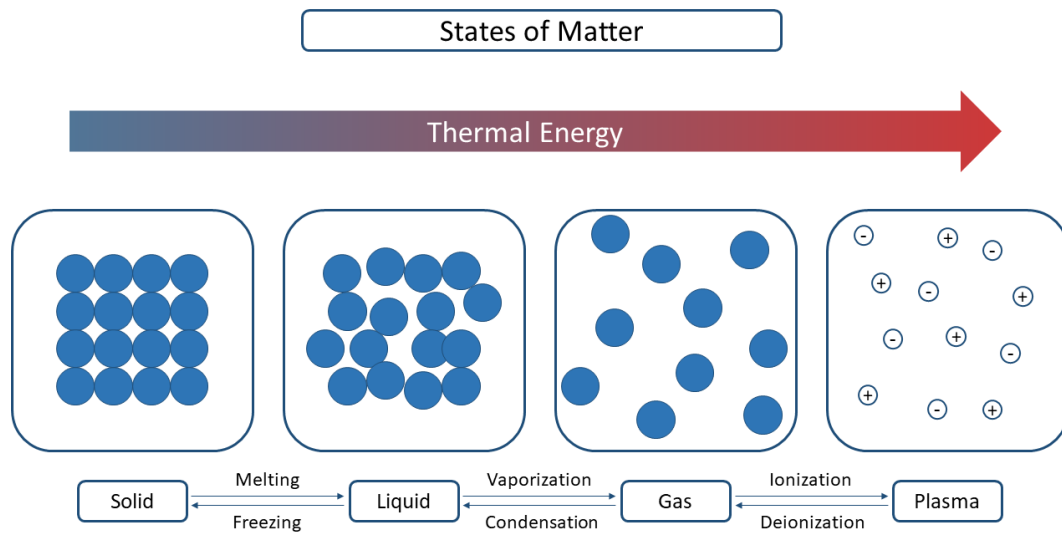 States of Matter
Thermal Energy
- + -
+ - +
- + -
+ - +
Melting Vaporization Ionization
Solid Liquid Gas Plasma
Freezing Condensation Deionization